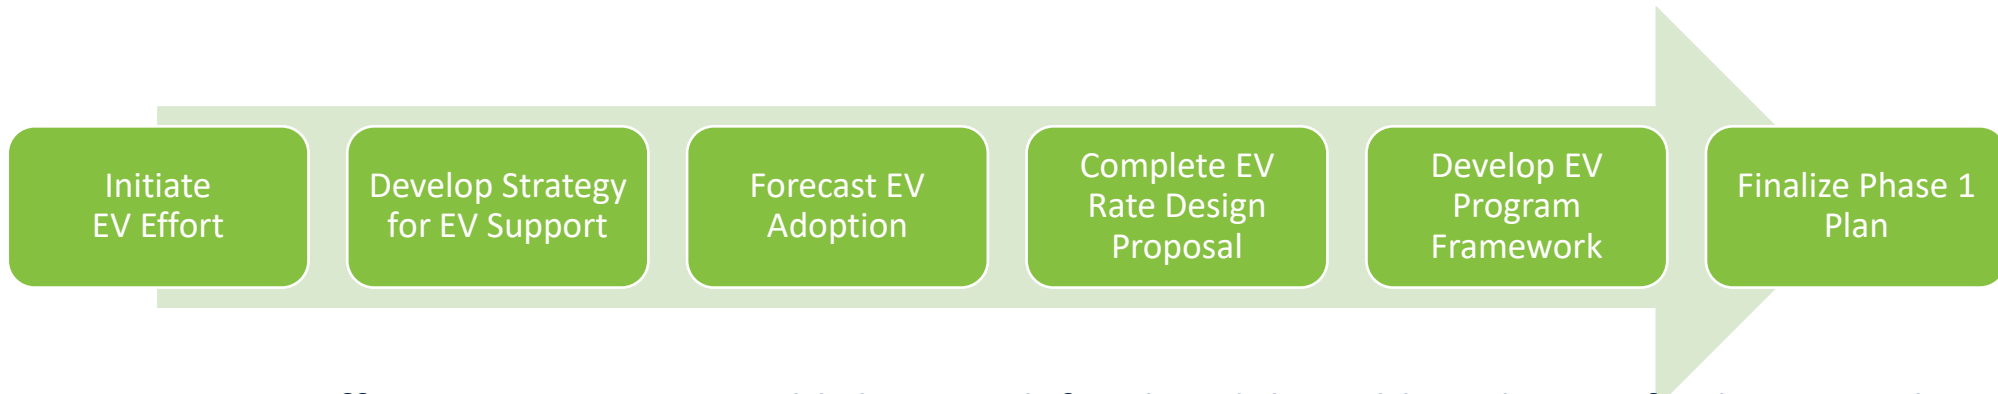 Initiate
EV Effort
Develop Strategy
for EV Support
Forecast EV
Adoption
Complete EV
Rate Design
Proposal
Develop EV
Program
Framework
Finalize Phase 1
Plan